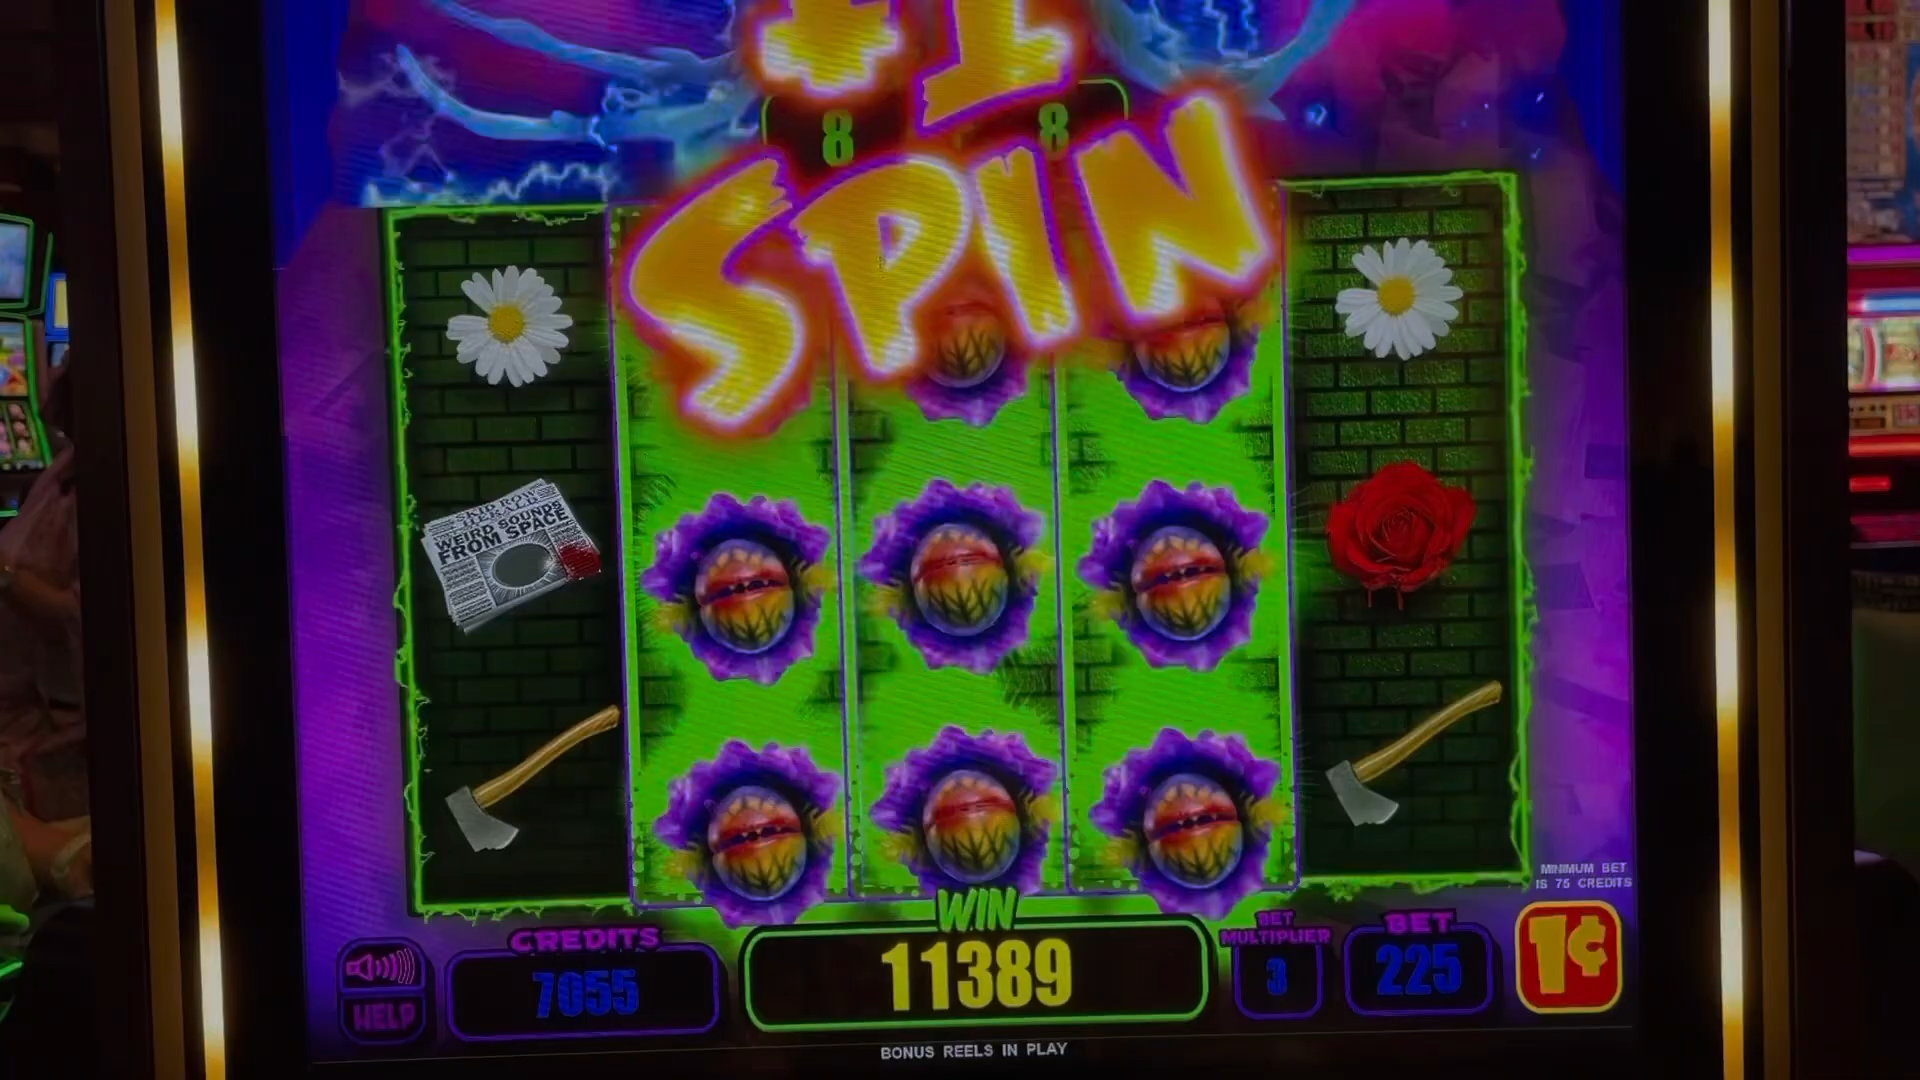 +1
8 8
SPIN
SKID ROW
HERALD
WEIRD SOUNDS
FROM SPACE
MINIMUM BET
IS 75 CREDITS
WIN
CREDITS
BET
MULTIPLIER
BET
1¢
7055
11389
3
225
HELP
BONUS REELS IN PLAY